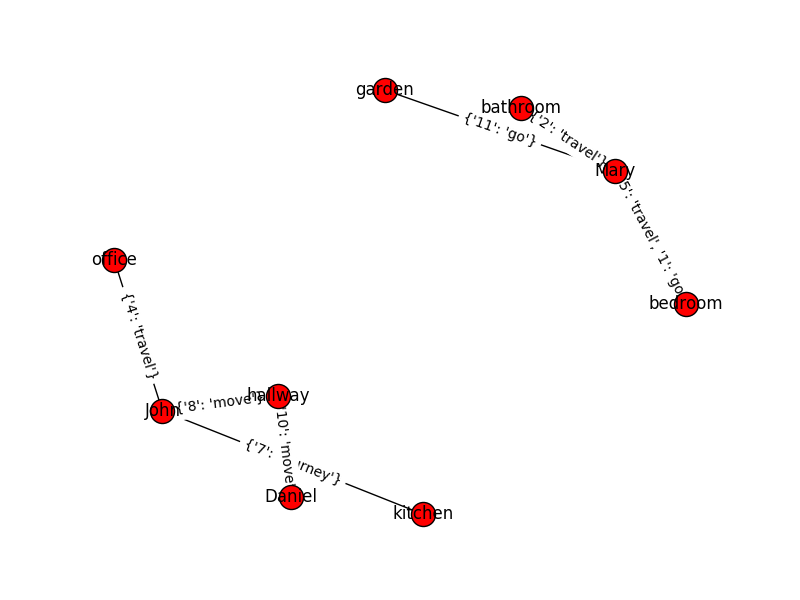 garden
bathroom
{'11': 'go'}
{'2': 'travel'}
Mary
5': 'travel', '1': 'go
bedroom
office
{'4': 'travel'}
hallway
{'8': 'move'}
John
'10': 'move'
{'7':
rney'}
Daniel
kitchen